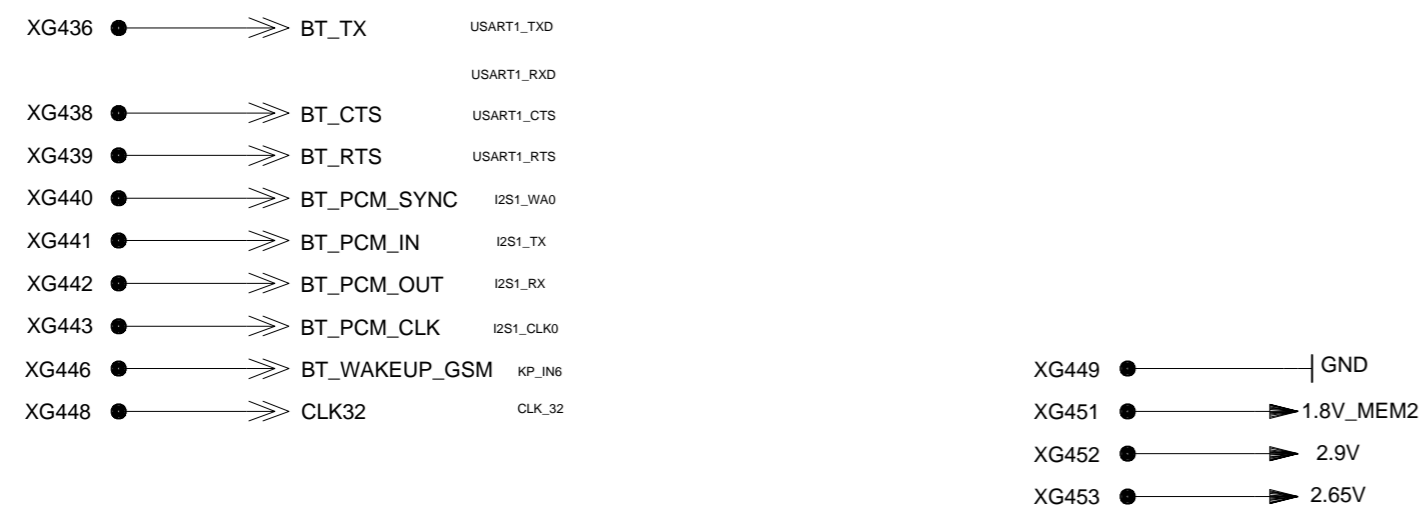 XG436 BT_TX USART1_TXD
USART1_RXD
XG438 BT_CTS USART1_CTS
XG439 BT_RTS USART1_RTS
XG440 BT_PCM_SYNC I2S1_WA0
XG441 BT_PCM_IN I2S1_TX
XG442 BT_PCM_OUT I2S1_RX
XG443 BT_PCM_CLK I2S1_CLK0
XG446 BT_WAKEUP_GSM KP_IN6
XG448 CLK32 CLK_32
XG449 GND
XG451 1.8V_MEM2
XG452 2.9V
XG453 2.65V